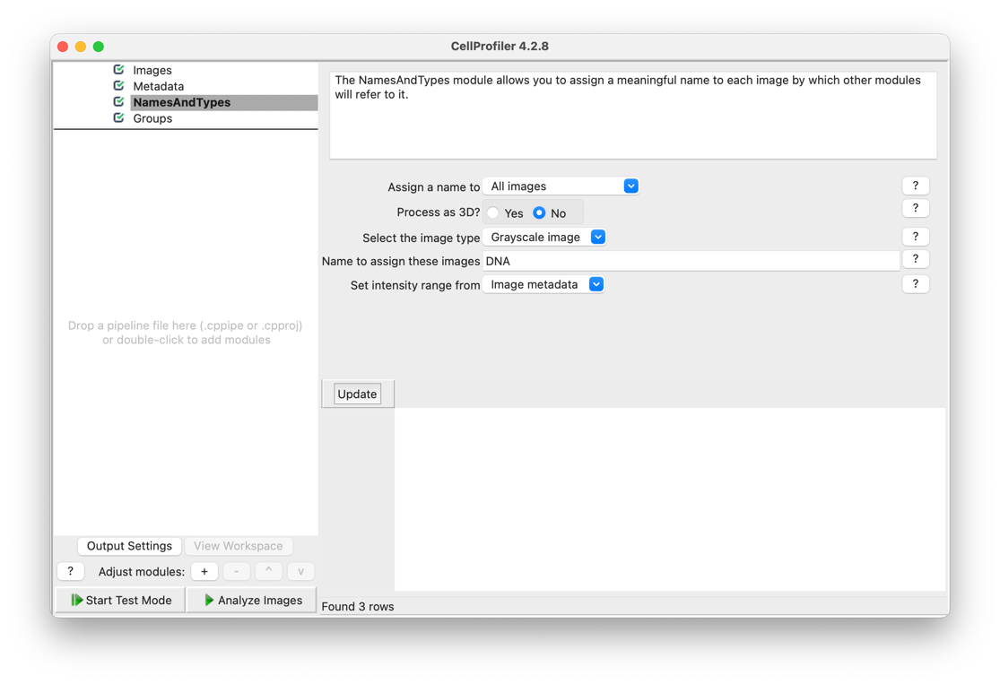 CellProfiler 4.2.8
Images
Metadata
NamesAndTypes
Groups
Drop a pipeline file here (.cppipe or .cpproj)
or double-click to add modules
Output Settings View Workspace
? Adjust modules: + - ^ v
Start Test Mode Analyze Images
The NamesAndTypes module allows you to assign a meaningful name to each image by which other modules
will refer to it.
Assign a name to All images ?
Process as 3D? Yes No ?
Select the image type Grayscale image ?
Name to assign these images DNA ?
Set intensity range from Image metadata ?
Update
Found 3 rows